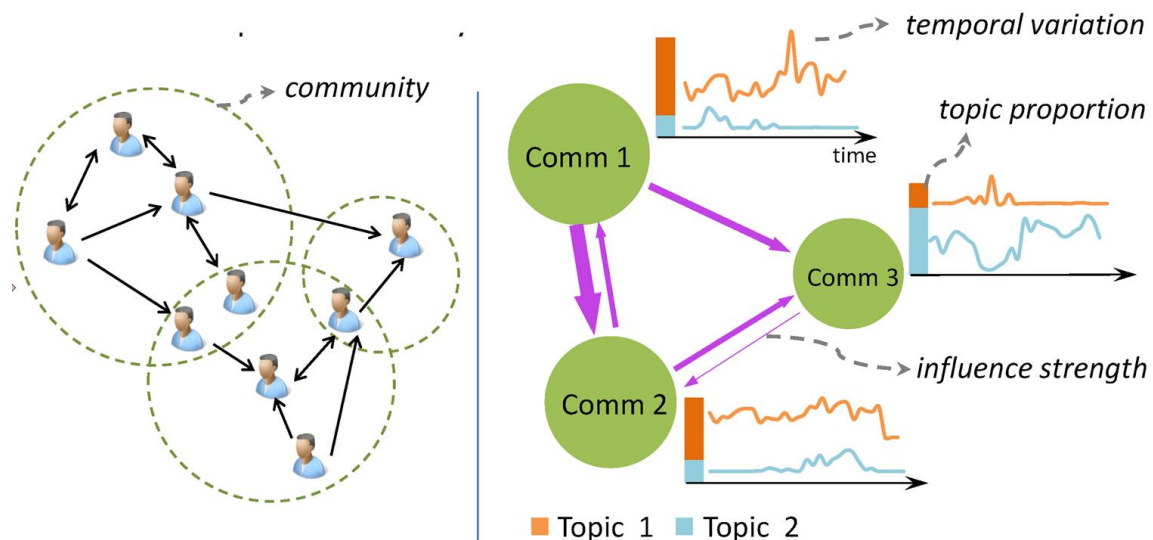 community
temporal variation
Comm 1
time
topic proportion
Comm 3
influence strength
Comm 2
Topic 1
Topic 2